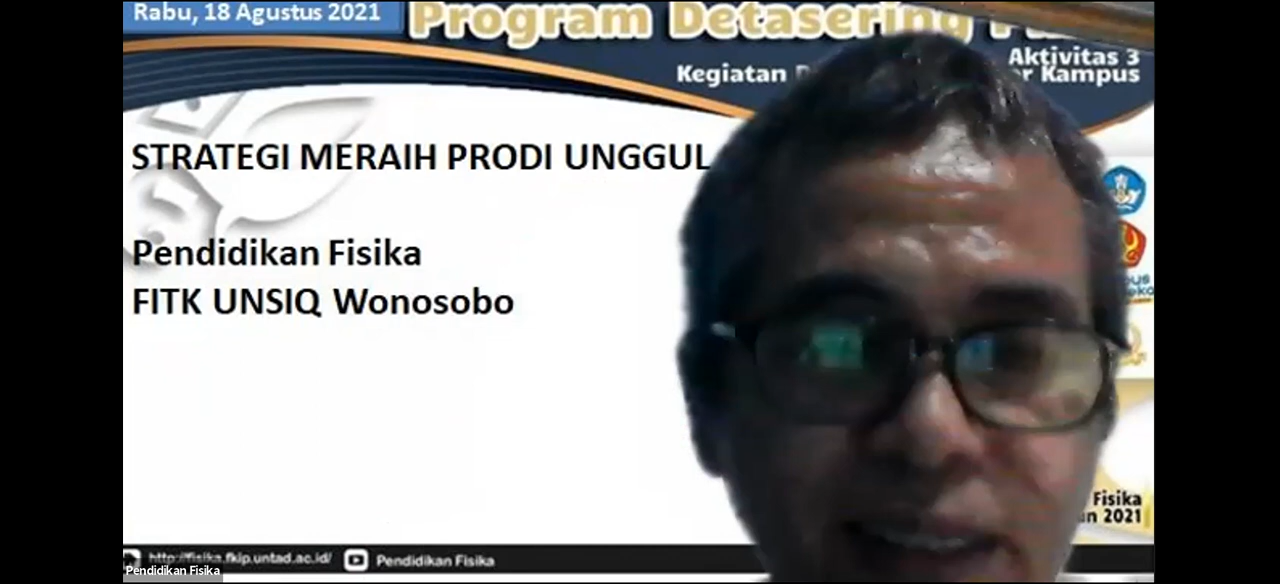 Rabu, 18 Agustus 2021
Program Detasering
Aktivitas 3
Kegiatan
r Kampus
STRATEGI MERAIH PRODI UNGGUL
Pendidikan Fisika
FITK UNSIQ Wonosobo
Fisika
un 2021
http://fisika.fkip.untad.ac.id/
Pendidikan Fisika
Pendidikan Fisika